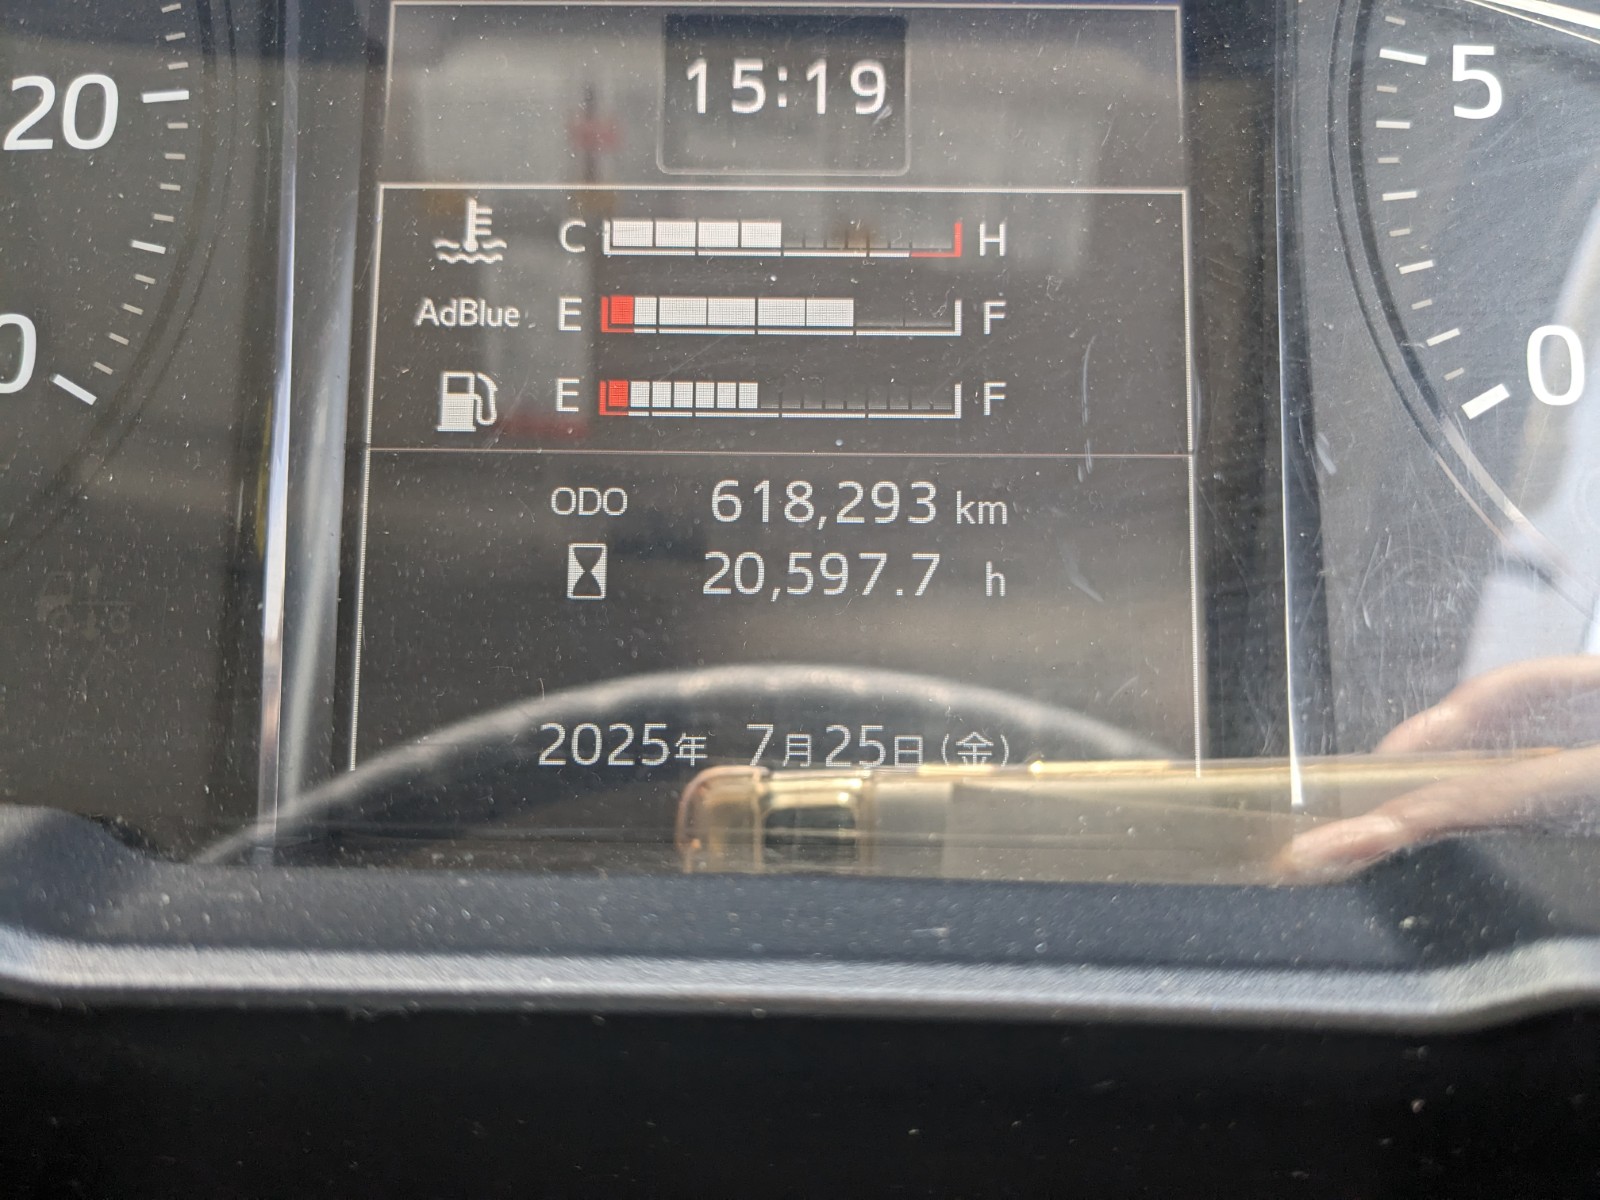 15:19
20
5
C H
AdBlue E F
E F
0
0
ODO 618,293 km
20,597.7 h
2025年 7月25日(金)